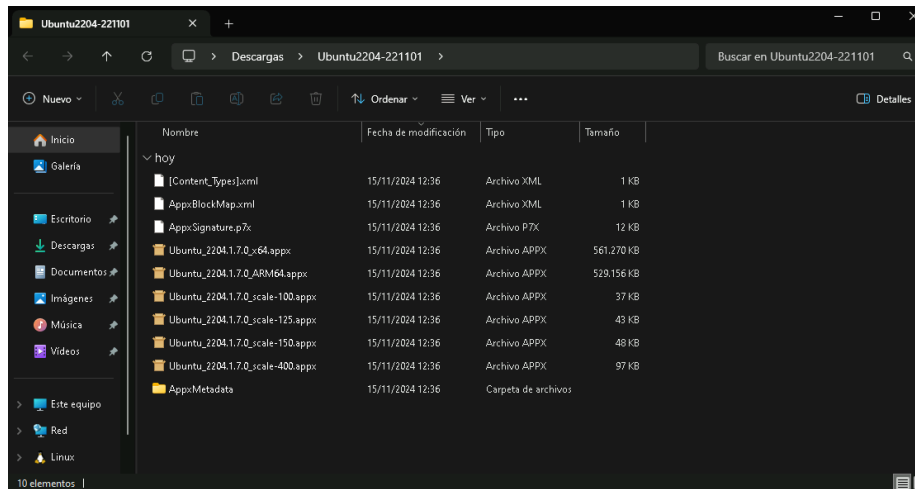 Ubuntu2204-221101
Descargas > Ubuntu2204-221101 >
Buscar en Ubuntu2204-221101
Nuevo
Ordenar
Ver
Detalles
Inicio
Galería
Escritorio
Descargas
Documentos
Imágenes
Música
Vídeos
Este equipo
Red
Linux
Nombre Fecha de modificación Tipo Tamaño
hoy
[Content_Types].xml 15/11/2024 12:36 Archivo XML 1 KB
AppxBlockMap.xml 15/11/2024 12:36 Archivo XML 1 KB
AppxSignature.p7x 15/11/2024 12:36 Archivo P7X 12 KB
Ubuntu_2204.1.7.0_x64.appx 15/11/2024 12:36 Archivo APPX 561.270 KB
Ubuntu_2204.1.7.0_ARM64.appx 15/11/2024 12:36 Archivo APPX 529.156 KB
Ubuntu_2204.1.7.0_scale-100.appx 15/11/2024 12:36 Archivo APPX 37 KB
Ubuntu_2204.1.7.0_scale-125.appx 15/11/2024 12:36 Archivo APPX 43 KB
Ubuntu_2204.1.7.0_scale-150.appx 15/11/2024 12:36 Archivo APPX 48 KB
Ubuntu_2204.1.7.0_scale-400.appx 15/11/2024 12:36 Archivo APPX 97 KB
AppxMetadata 15/11/2024 12:36 Carpeta de archivos
10 elementos